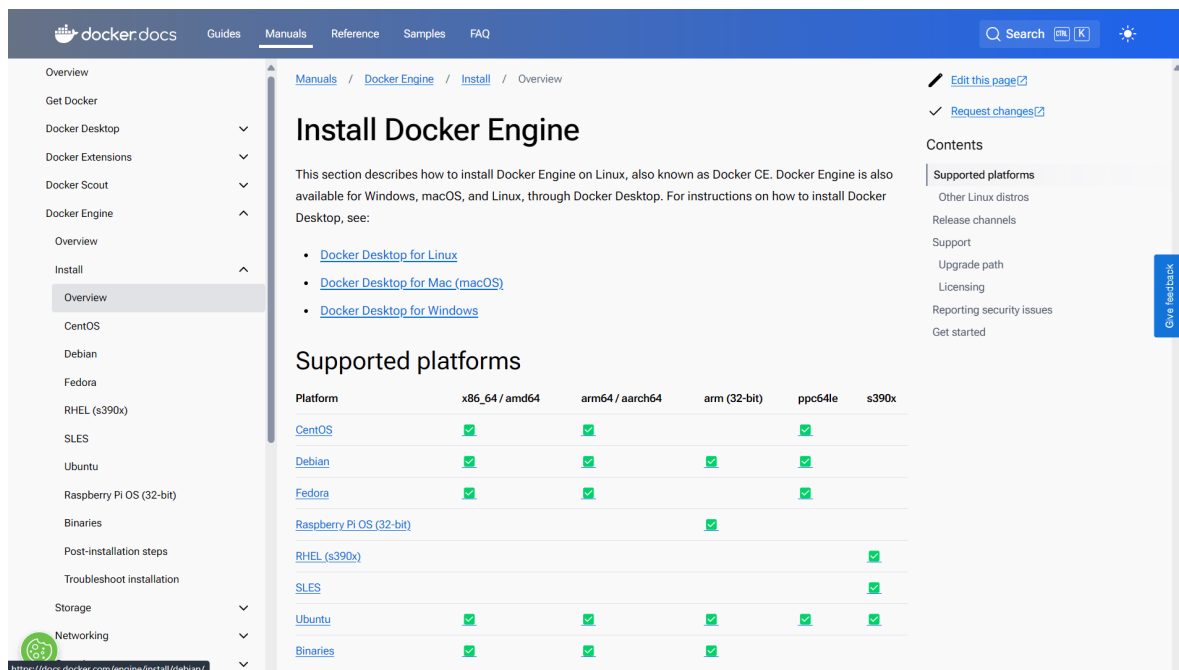 docker.docs Guides Manuals Reference Samples FAQ Search CTRL K
Overview
Get Docker
Docker Desktop
Docker Extensions
Docker Scout
Docker Engine
Overview
Install
Overview
CentOS
Debian
Fedora
RHEL (s390x)
SLES
Ubuntu
Raspberry Pi OS (32-bit)
Binaries
Post-installation steps
Troubleshoot installation
Storage
Networking
https://docs.docker.com/engine/install/debian/
Manuals / Docker Engine / Install / Overview
Install Docker Engine
This section describes how to install Docker Engine on Linux, also known as Docker CE. Docker Engine is also
available for Windows, macOS, and Linux, through Docker Desktop. For instructions on how to install Docker
Desktop, see:
• Docker Desktop for Linux
• Docker Desktop for Mac (macOS)
• Docker Desktop for Windows
Supported platforms
Platform x86_64 / amd64 arm64 / aarch64 arm (32-bit) ppc64le s390x
CentOS ✅ ✅ ✅
Debian ✅ ✅ ✅ ✅
Fedora ✅ ✅ ✅
Raspberry Pi OS (32-bit) ✅
RHEL (s390x) ✅
SLES ✅
Ubuntu ✅ ✅ ✅ ✅ ✅
Binaries ✅ ✅ ✅
Edit this page
Request changes
Contents
Supported platforms
Other Linux distros
Release channels
Support
Upgrade path
Licensing
Reporting security issues
Get started
Give feedback